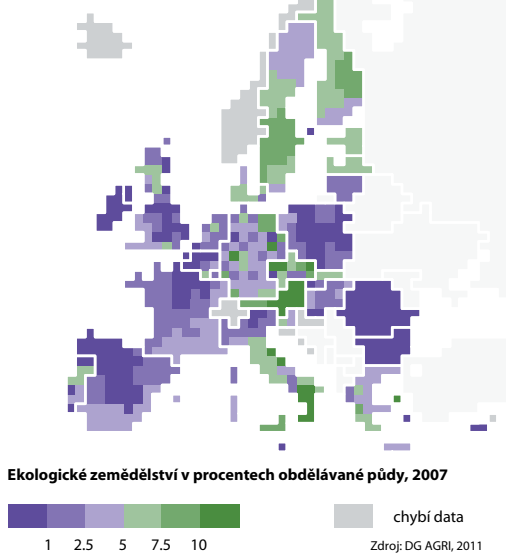 Ekologické zemědělství v procentech obdělávané půdy, 2007
chybí data
1 2.5 5 7.5 10
Zdroj: DG AGRI, 2011